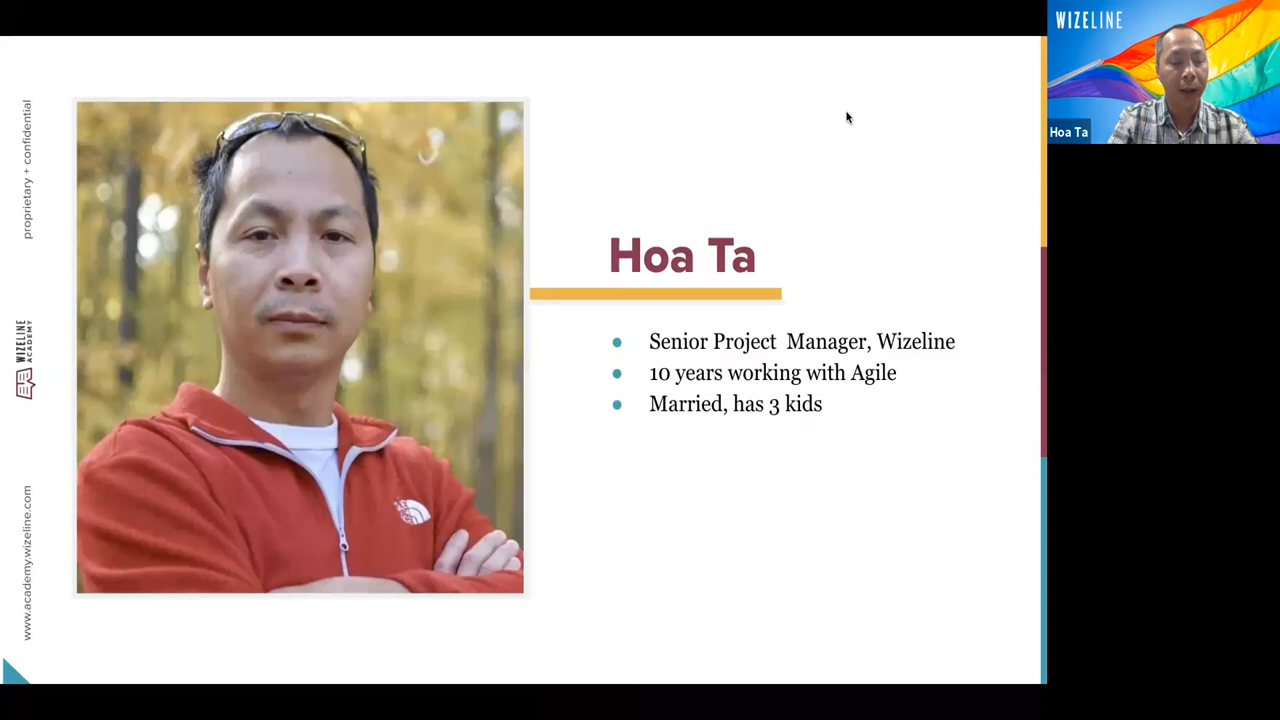 proprietary + confidential
WIZELINE
ACADEMY
www.academy.wizeline.com
Hoa Ta
Senior Project  Manager, Wizeline
10 years working with Agile
Married, has 3 kids
WIZELINE
Hoa Ta